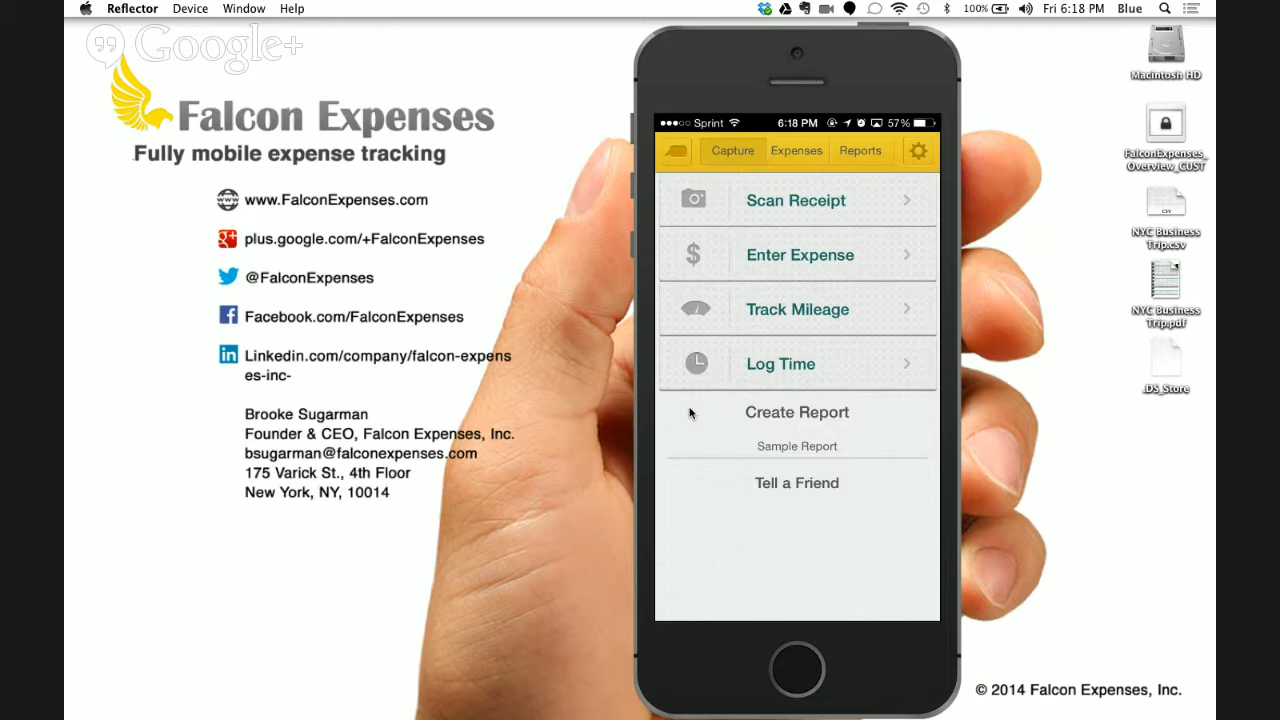 Reflector Device Window Help
100% Fri 6:18 PM Blue
Google+
Falcon Expenses
Fully mobile expense tracking
www.FalconExpenses.com
plus.google.com/+FalconExpenses
@FalconExpenses
Facebook.com/FalconExpenses
Linkedin.com/company/falcon-expens
es-inc-
Brooke Sugarman
Founder & CEO, Falcon Expenses, Inc.
bsugarman@falconexpenses.com
175 Varick St., 4th Floor
New York, NY, 10014
Sprint 6:18 PM 57%
Capture Expenses Reports
Scan Receipt
Enter Expense
Track Mileage
Log Time
Create Report
Sample Report
Tell a Friend
Macintosh HD
FalconExpenses_
Overview_CUST
CSV
NYC Business
Trip.csv
NYC Business
Trip.pdf
.DS_Store
© 2014 Falcon Expenses, Inc.